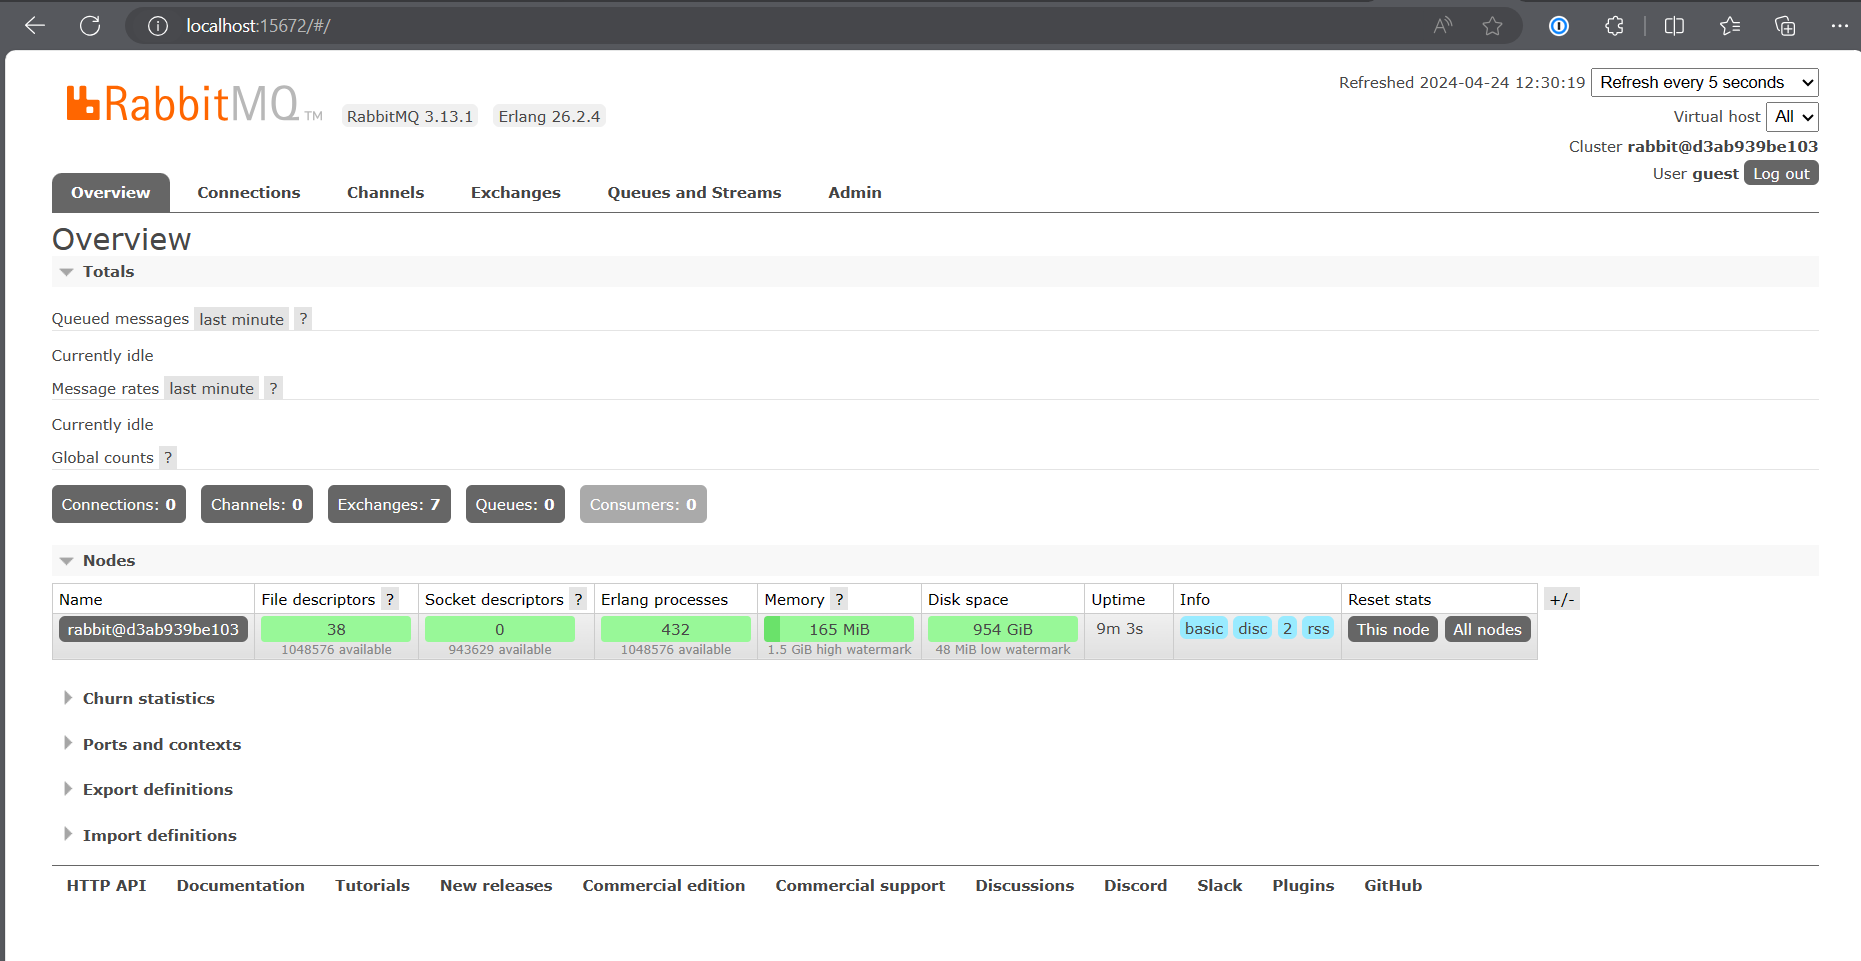 localhost:15672/#/
Refreshed 2024-04-24 12:30:19 Refresh every 5 seconds
RabbitMQ TM RabbitMQ 3.13.1 Erlang 26.2.4
Virtual host All
Cluster rabbit@d3ab939be103
User guest Log out
Overview Connections Channels Exchanges Queues and Streams Admin
Overview
Totals
Queued messages last minute ?
Currently idle
Message rates last minute ?
Currently idle
Global counts ?
Connections: 0 Channels: 0 Exchanges: 7 Queues: 0 Consumers: 0
Nodes
Name File descriptors ? Socket descriptors ? Erlang processes Memory ? Disk space Uptime Info Reset stats +/-
rabbit@d3ab939be103 38 0 432 165 MiB 954 GiB 9m 3s basic disc 2 rss This node All nodes
1048576 available 943629 available 1048576 available 1.5 GiB high watermark 48 MiB low watermark
Churn statistics
Ports and contexts
Export definitions
Import definitions
HTTP API Documentation Tutorials New releases Commercial edition Commercial support Discussions Discord Slack Plugins GitHub